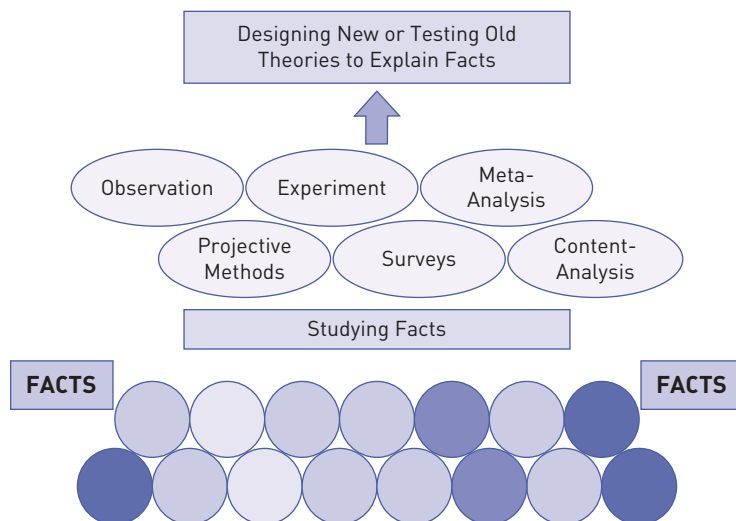 Designing New or Testing Old
Theories to Explain Facts
Observation
Experiment
Meta-
Analysis
Projective
Methods
Surveys
Content-
Analysis
Studying Facts
FACTS
FACTS